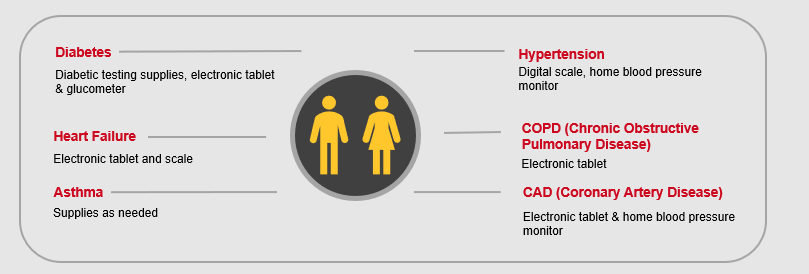 Diabetes
Diabetic testing supplies, electronic tablet
& glucometer
Heart Failure
Electronic tablet and scale
Asthma
Supplies as needed
Hypertension
Digital scale, home blood pressure
monitor
COPD (Chronic Obstructive
Pulmonary Disease)
Electronic tablet
CAD (Coronary Artery Disease)
Electronic tablet & home blood pressure
monitor